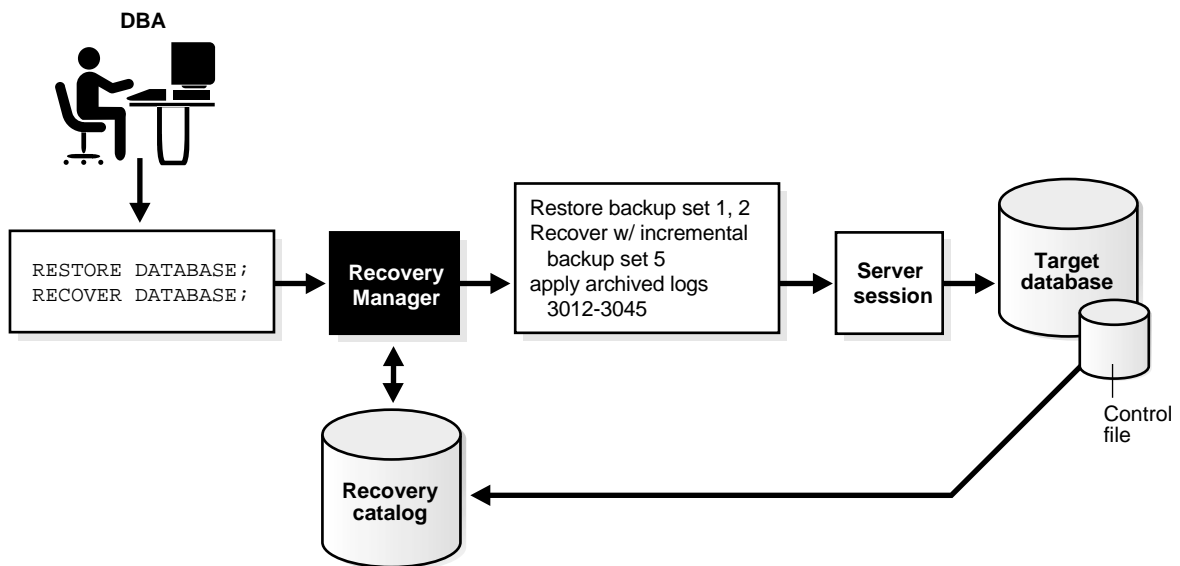 DBA
RESTORE DATABASE;
RECOVER DATABASE;
Recovery
Manager
Restore backup set 1, 2
Recover w/ incremental
backup set 5
apply archived logs
3012-3045
Server
session
Target
database
Control
file
Recovery
catalog